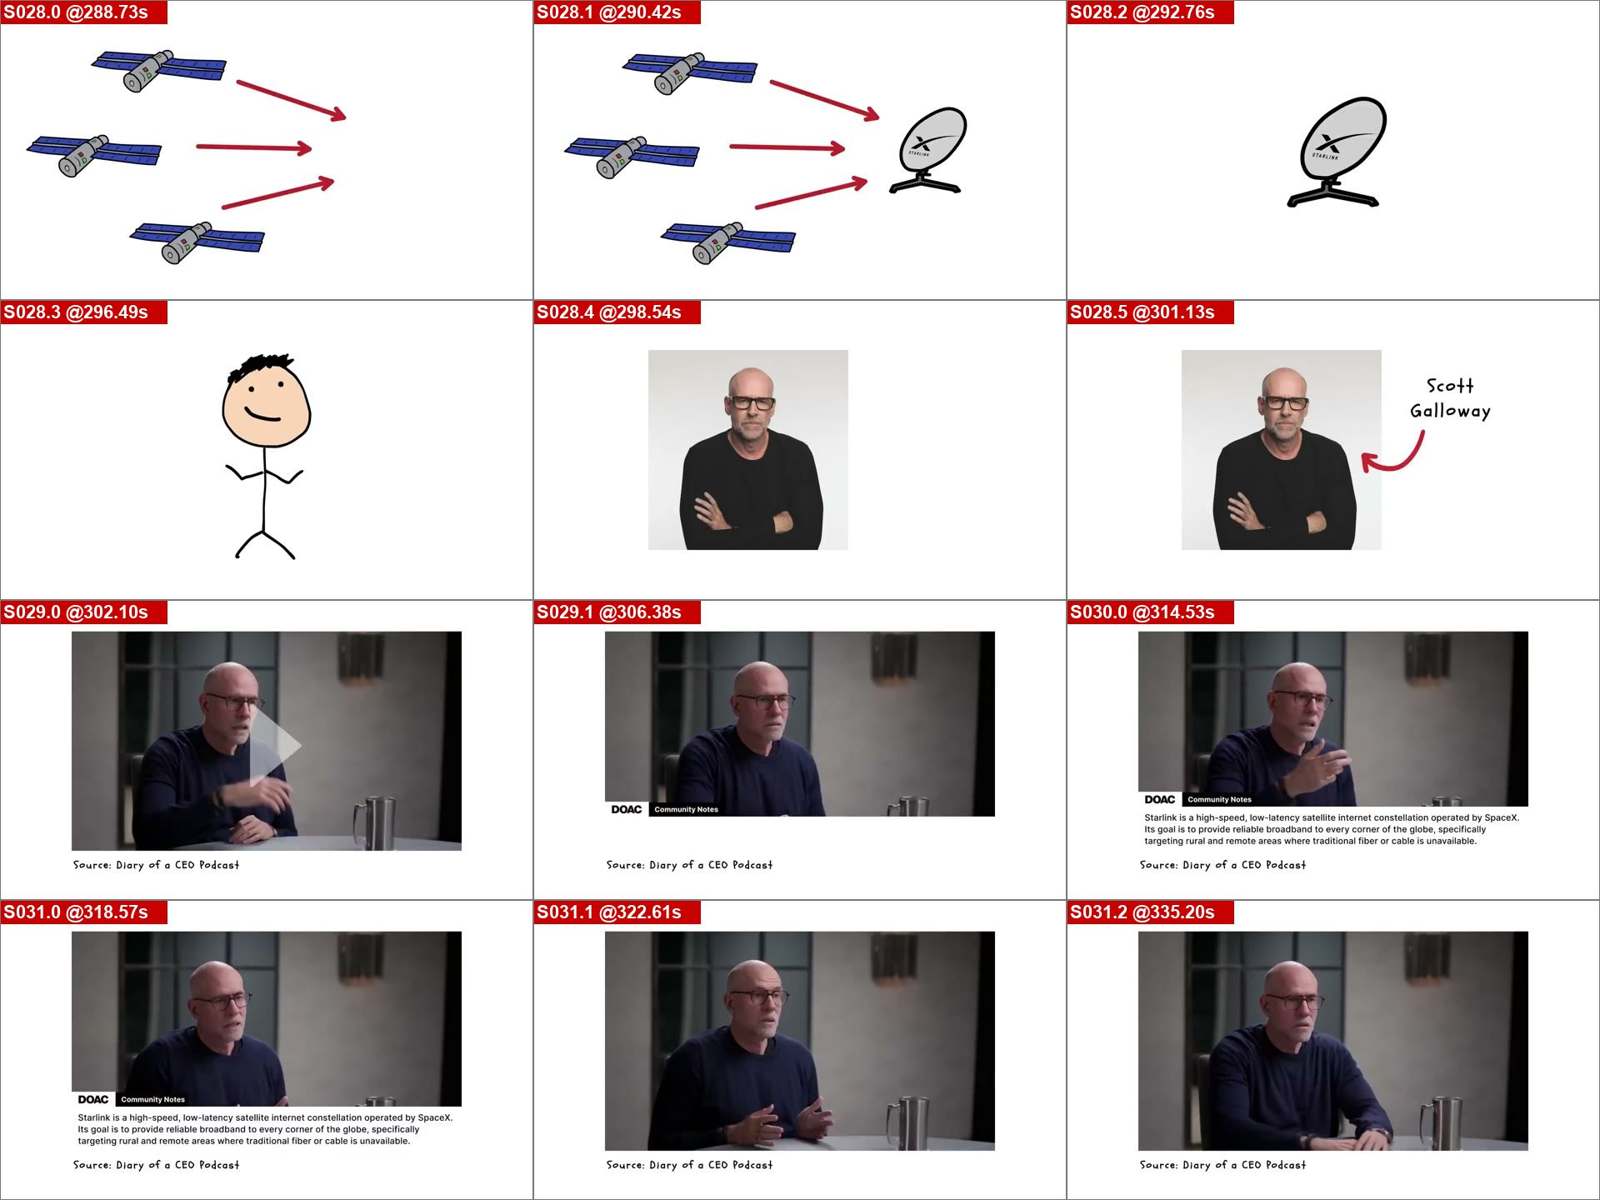 S028.0 @288.73s
S028.1 @290.42s
STARLINK
S028.2 @292.76s
STARLINK
S028.3 @296.49s
S028.4 @298.54s
S028.5 @301.13s
Scott
Galloway
S029.0 @302.10s
Source: Diary of a CEO Podcast
S029.1 @306.38s
DOAC Community Notes
Source: Diary of a CEO Podcast
S030.0 @314.53s
DOAC Community Notes
Starlink is a high-speed, low-latency satellite internet constellation operated by SpaceX.
Its goal is to provide reliable broadband to every corner of the globe, specifically
targeting rural and remote areas where traditional fiber or cable is unavailable.
Source: Diary of a CEO Podcast
S031.0 @318.57s
DOAC Community Notes
Starlink is a high-speed, low-latency satellite internet constellation operated by SpaceX.
Its goal is to provide reliable broadband to every corner of the globe, specifically
targeting rural and remote areas where traditional fiber or cable is unavailable.
Source: Diary of a CEO Podcast
S031.1 @322.61s
Source: Diary of a CEO Podcast
S031.2 @335.20s
Source: Diary of a CEO Podcast